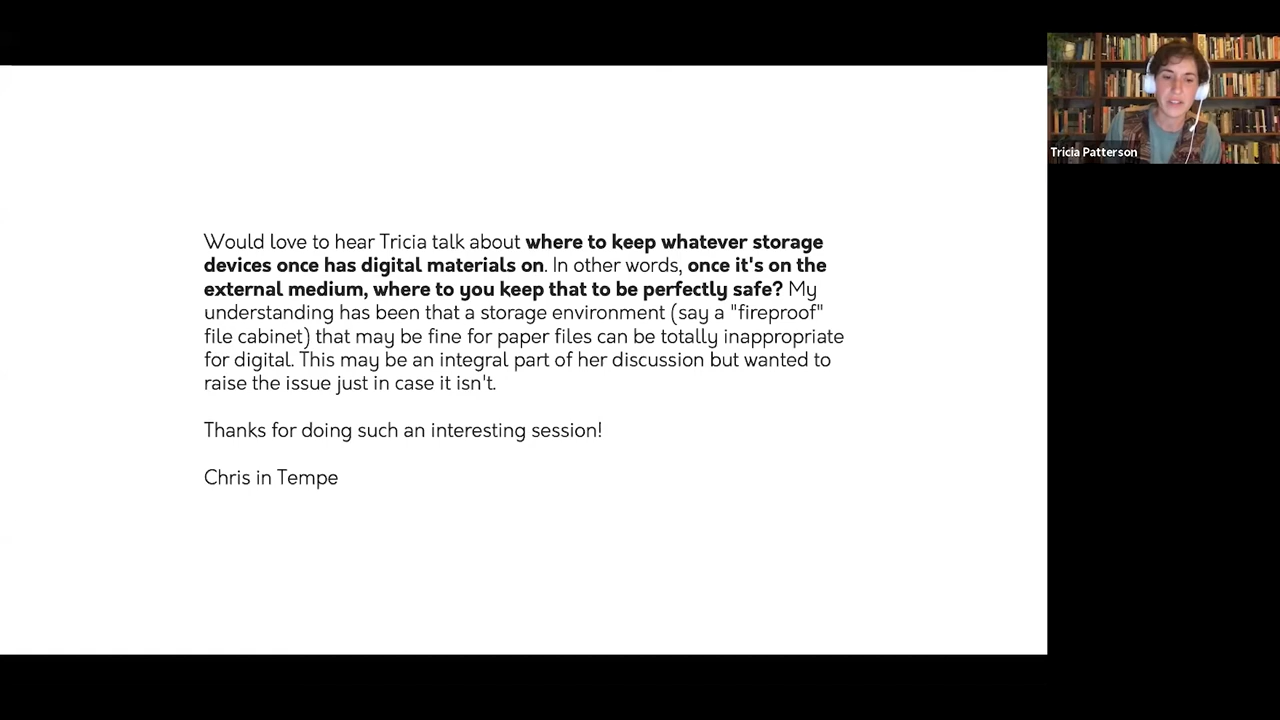 Would love to hear Tricia talk about where to keep whatever storage
devices once has digital materials on. In other words, once it's on the
external medium, where to you keep that to be perfectly safe? My
understanding has been that a storage environment (say a "fireproof"
file cabinet) that may be fine for paper files can be totally inappropriate
for digital. This may be an integral part of her discussion but wanted to
raise the issue just in case it isn't.
Thanks for doing such an interesting session!
Chris in Tempe
Tricia Patterson